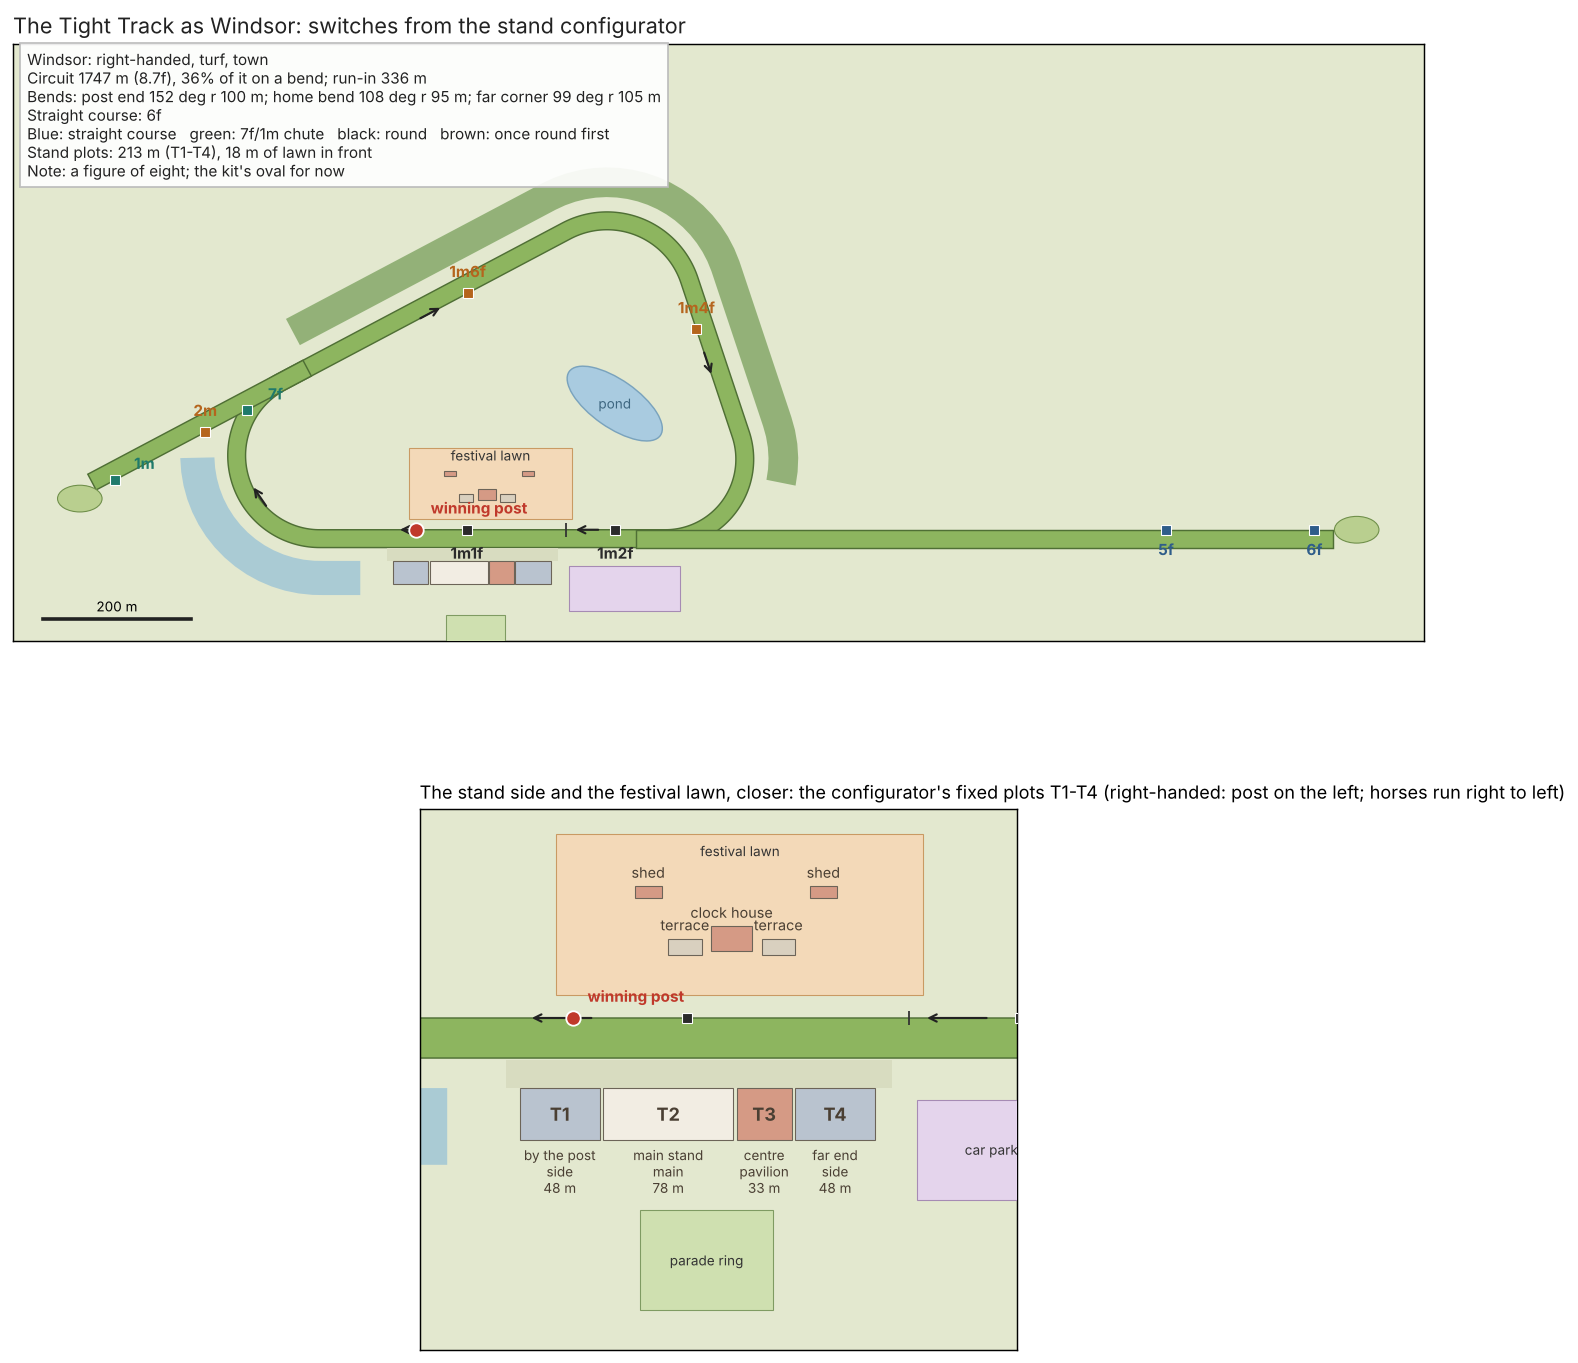 The Tight Track as Windsor: switches from the stand configurator
Windsor: right-handed, turf, town
Circuit 1747 m (8.7f), 36% of it on a bend; run-in 336 m
Bends: post end 152 deg r 100 m; home bend 108 deg r 95 m; far corner 99 deg r 105 m
Straight course: 6f
Blue: straight course   green: 7f/1m chute   black: round   brown: once round first
Stand plots: 213 m (T1-T4), 18 m of lawn in front
Note: a figure of eight; the kit's oval for now
1m6f
1m4f
7f
2m
pond
festival lawn
1m
winning post
1m1f
1m2f
5f
6f
200 m
The stand side and the festival lawn, closer: the configurator's fixed plots T1-T4 (right-handed: post on the left; horses run right to left)
festival lawn
shed
shed
clock house
terrace
terrace
winning post
T1
T2
T3
T4
by the post
side
48 m
main stand
main
78 m
centre
pavilion
33 m
far end
side
48 m
car park
parade ring